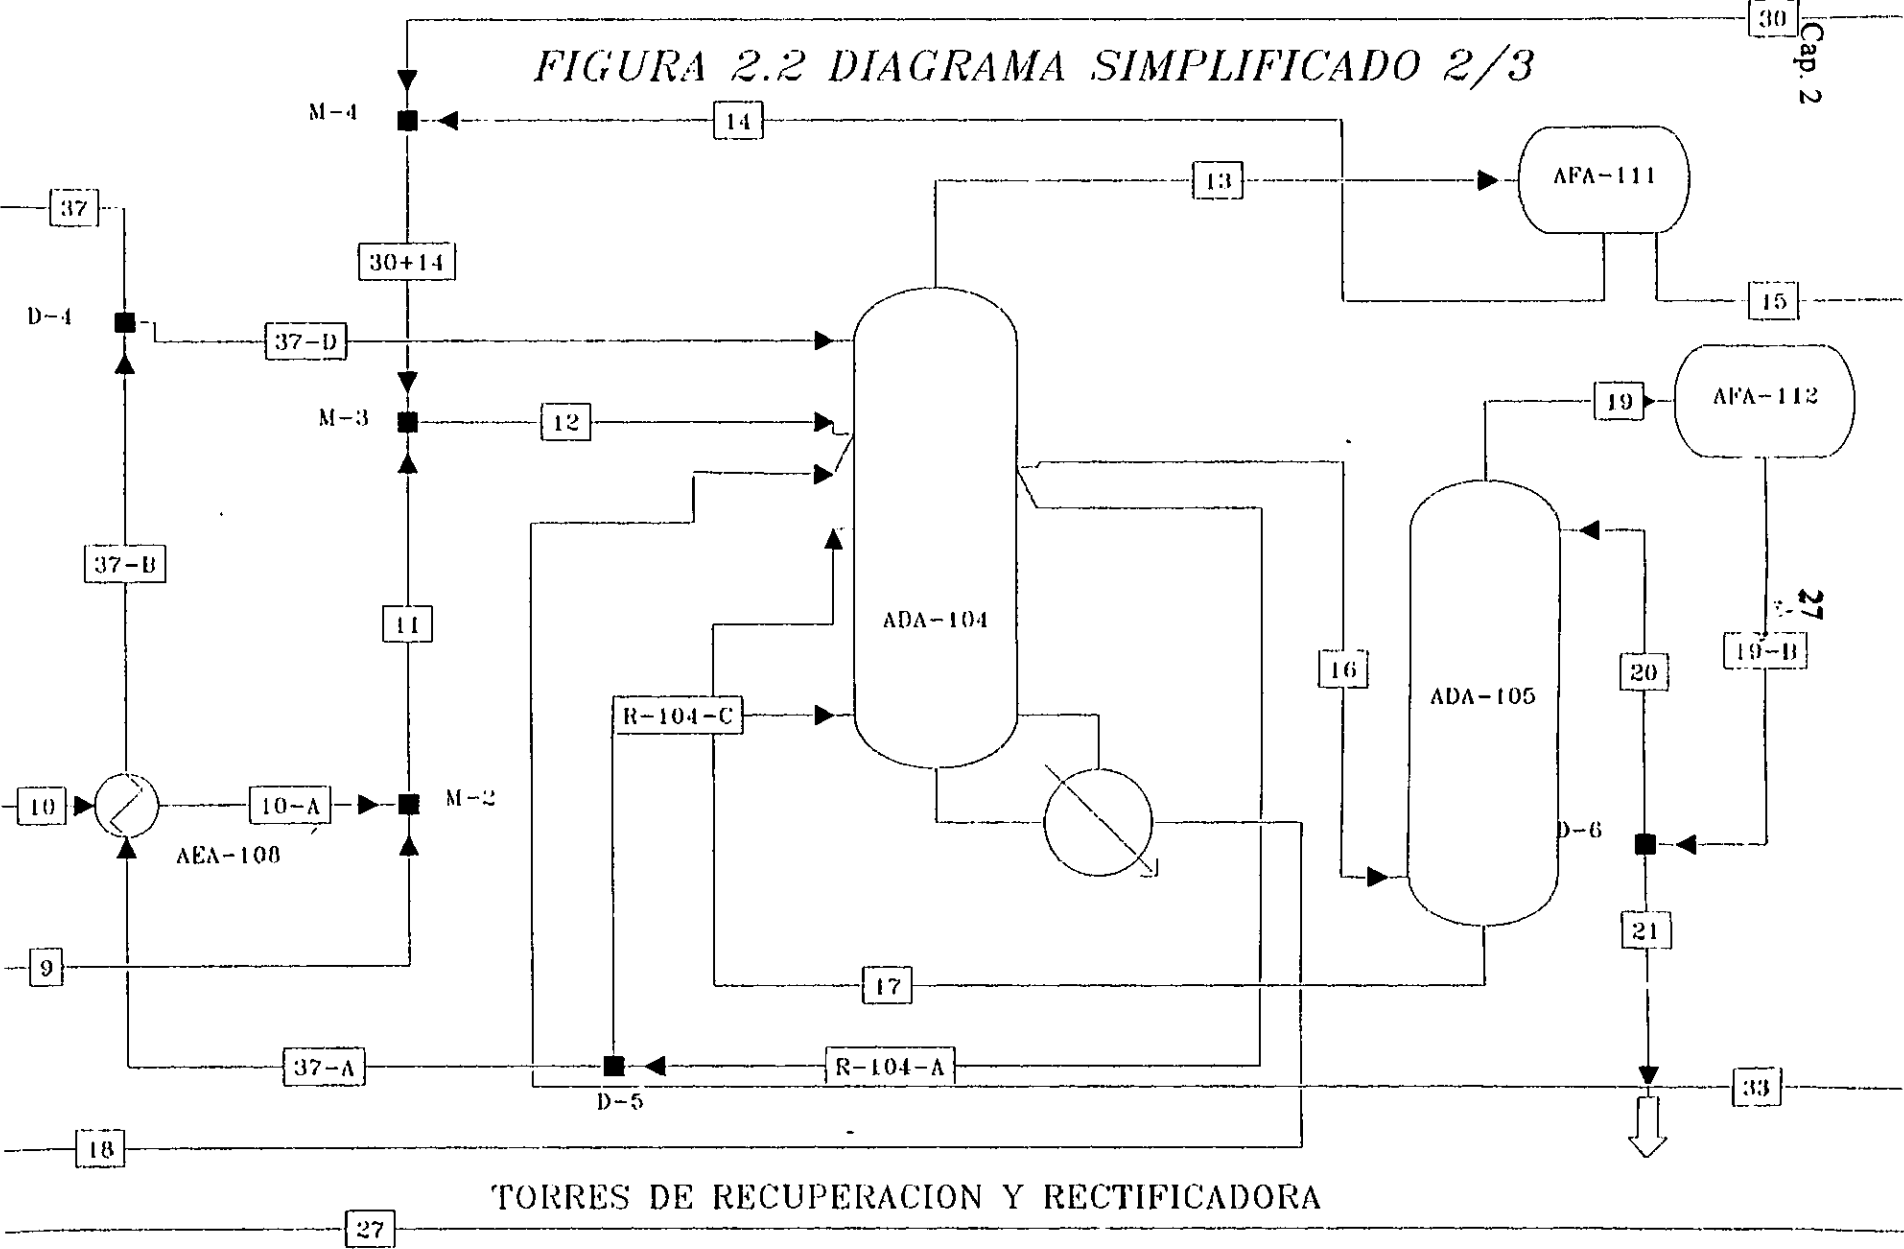 30
Cap. 2
FIGURA 2.2 DIAGRAMA SIMPLIFICADO 2/3
M-4
14
13
AFA-111
37
30+14
15
D-4
37-D
AFA-112
19
M-3
12
37-B
27
11
ADA-104
19-B
16
20
ADA-105
R-104-C
10
10-A
M-2
D-6
AEA-108
21
9
17
37-A
R-104-A
33
D-5
18
TORRES DE RECUPERACION Y RECTIFICADORA
27